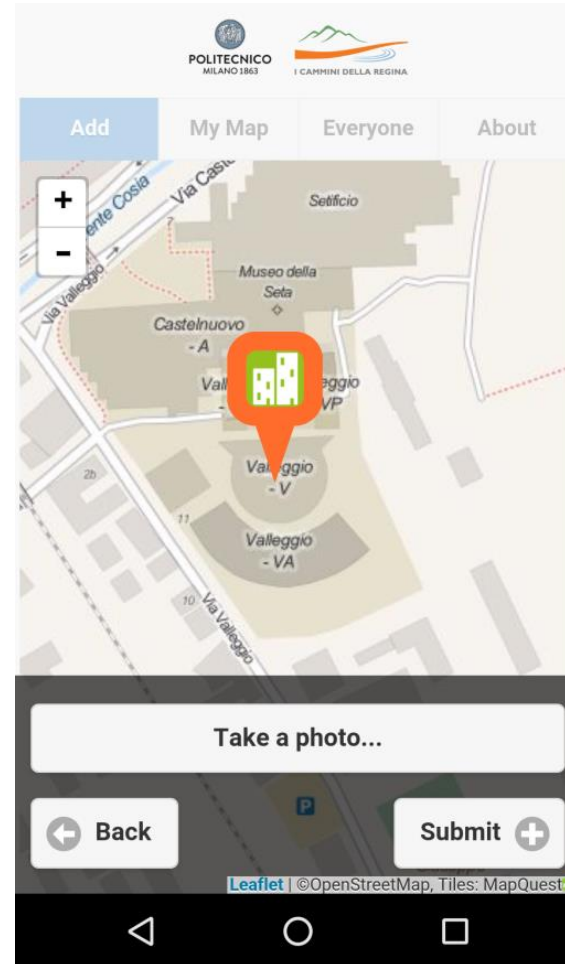 POLITECNICO
MILANO 1863
I CAMMINI DELLA REGINA
Add My Map Everyone About
+
-
Via Valleggio
7
Setificio
Museo della
Seta
Castelnuovo
- A
Valleggio
- V
2b
11
Valleggio
- VA
10
Via Valleggio
Take a photo...
P
Back
Submit
Leaflet | ©OpenStreetMap, Tiles: MapQuest